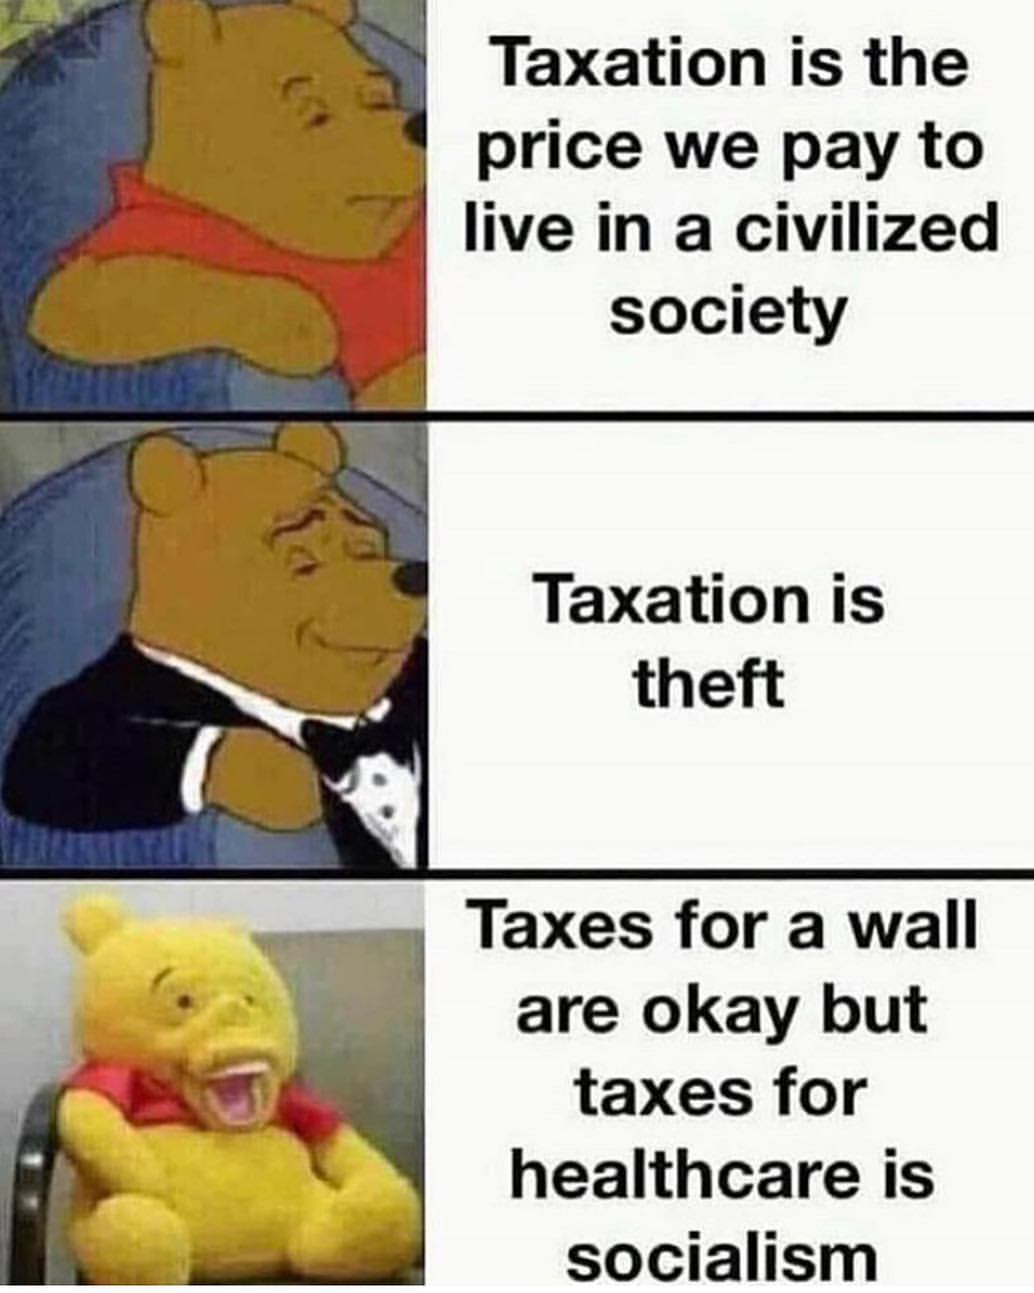 Taxation is the
price we pay to
live in a civilized
society
Taxation is
theft
Taxes for a wall
are okay but
taxes for
healthcare is
socialism